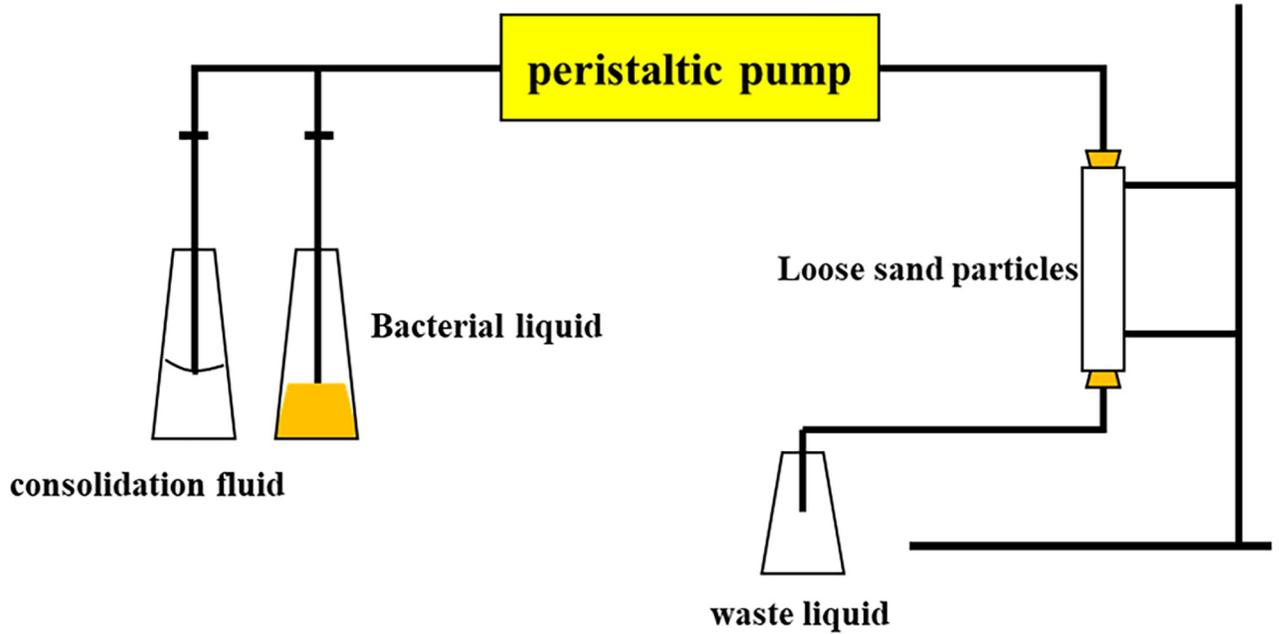 peristaltic pump
Loose sand particles
Bacterial liquid
consolidation fluid
waste liquid